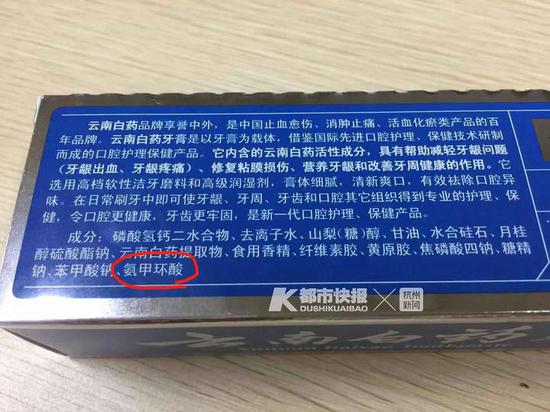 云南白药品牌享誉中外，是中国止血愈伤、消肿止痛、活血化瘀类产品的百
年品牌。云南白药牙膏是以牙膏为载体，借鉴国际先进口腔护理、保健技术研制
而成的口腔护理保健产品。它内含的云南白药活性成分，具有帮助减轻牙龈问题
（牙龈出血、牙龈疼痛）、修复粘膜损伤、营养牙龈和改善牙周健康的作用。它
选用高档软性洁牙磨料和高级润湿剂，膏体细腻，清新爽口，有效祛除口腔异
味。在日常刷牙中即可使牙龈、牙周、牙齿和口腔其它组织得到专业的护理、保
健，令口腔更健康，牙齿更牢固，是新一代口腔护理、保健产品。
成分：磷酸氢钙二水合物、去离子水、山梨（糖）醇、甘油、水合硅石、月桂
醇硫酸酯钠、云南白药提取物、食用香精、纤维素胶、黄原胶、焦磷酸四钠、糖精
钠、苯甲酸钠、氨甲环酸
都市快报
DUSHIKUAIBAO
杭州
新闻
云南白药